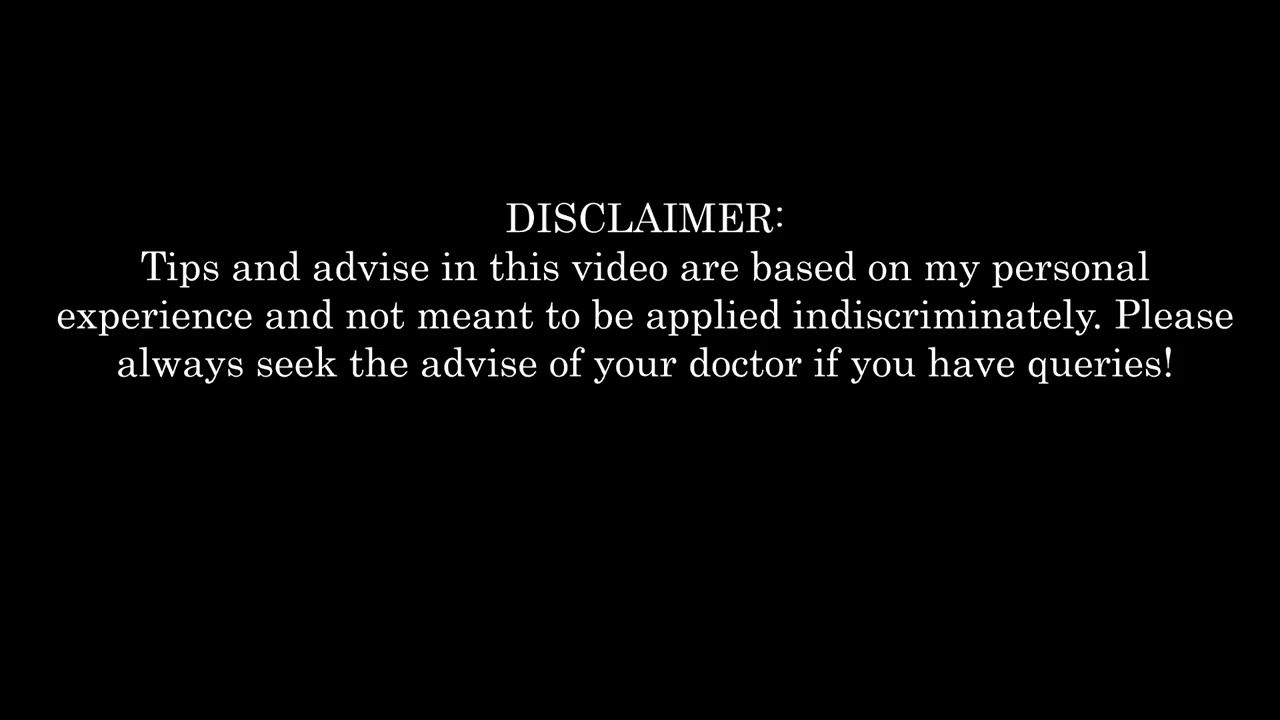 DISCLAIMER:
Tips and advise in this video are based on my personal
experience and not meant to be applied indiscriminately. Please
always seek the advise of your doctor if you have queries!